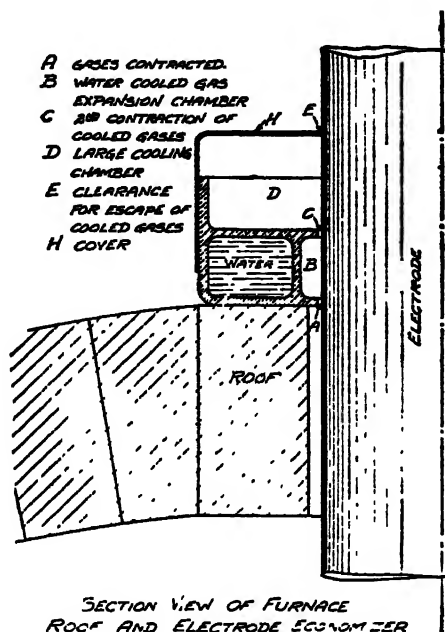 A GASES CONTRACTED.
B WATER COOLED GAS
EXPANSION CHAMBER
C 2ND CONTRACTION OF
COOLED GASES
D LARGE COOLING
CHAMBER
E CLEARANCE
FOR ESCAPE OF
COOLED GASES
H COVER
H
E
D
C
WATER
B
A
ROOF
ELECTRODE
SECTION VIEW OF FURNACE
ROOF AND ELECTRODE ECONOMIZER